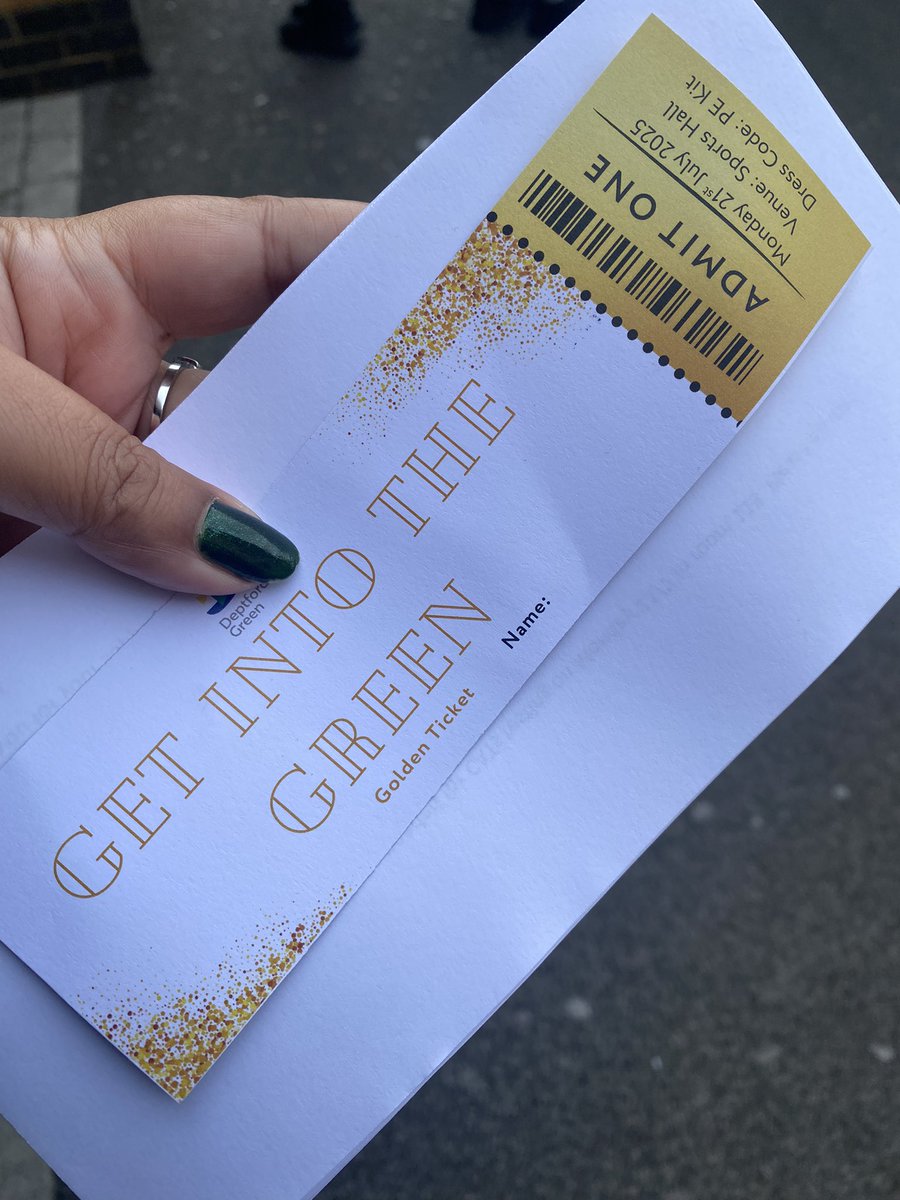 Deptford
Green
GET INTO THE
GREEN
Golden Ticket
Name:
ADMIT ONE
Monday 21st July 2025
Venue: Sports Hall
Dress Code: PE Kit